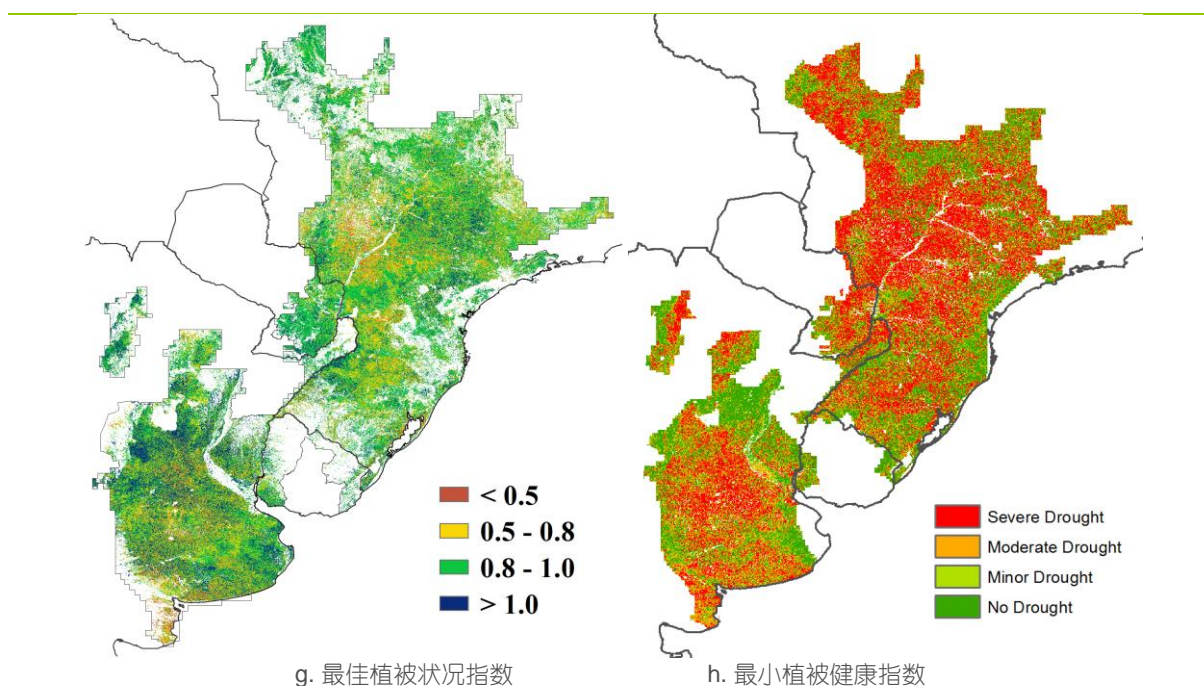 < 0.5
0.5 - 0.8
0.8 - 1.0
> 1.0
Severe Drought
Moderate Drought
Minor Drought
No Drought
g. 最佳植被状况指数
h. 最小植被健康指数